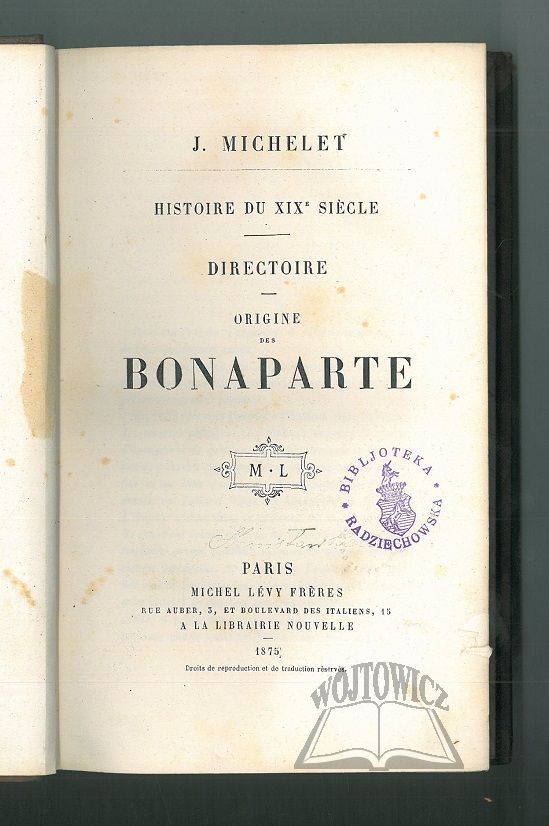 J. MICHELET
HISTOIRE DU XIXᴱ SIÈCLE
DIRECTOIRE
ORIGINE
DES
BONAPARTE
M · L
* BIBLJOTEKA *
RADZIECHOWSKA
PARIS
MICHEL LÉVY FRÈRES
RUE AUBER, 3, ET BOULEVARD DES ITALIENS, 15
A LA LIBRAIRIE NOUVELLE
1875
Droits de reproduction et de traduction réservés.
WÓJTOWICZ